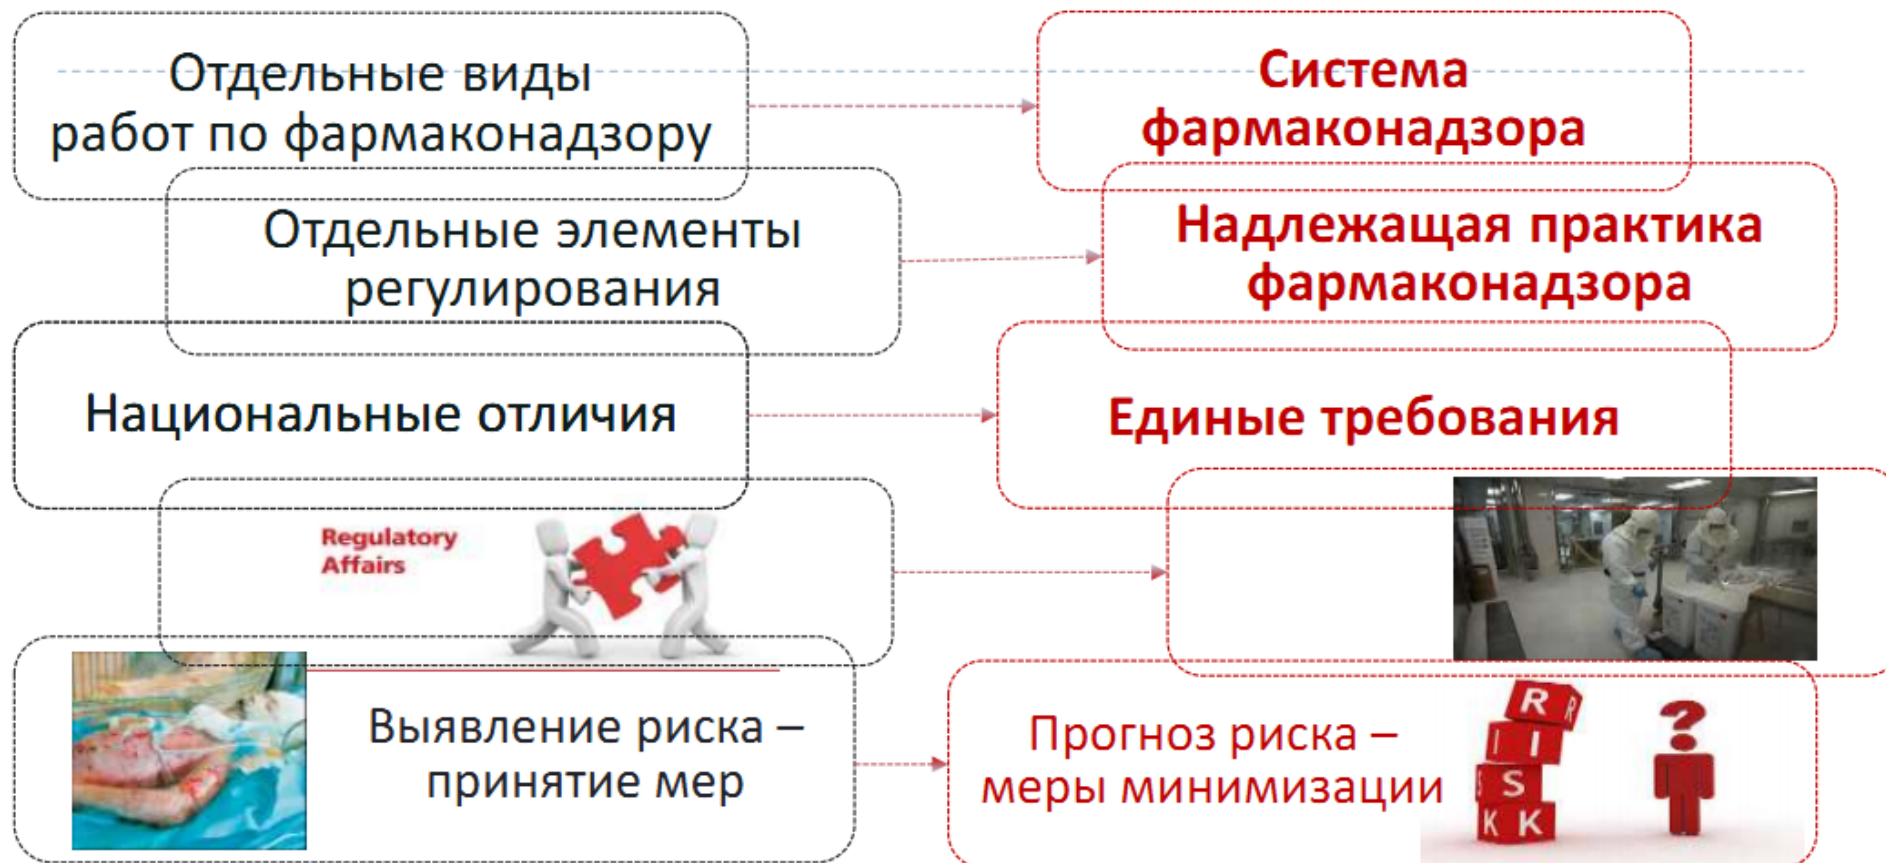 Отдельные виды
работ по фармаконадзору
Система
фармаконадзора
Отдельные элементы
регулирования
Надлежащая практика
фармаконадзора
Национальные отличия
Единые требования
Regulatory
Affairs
Выявление риска –
принятие мер
Прогноз риска –
меры минимизации
R R
I I
S S
K K
?